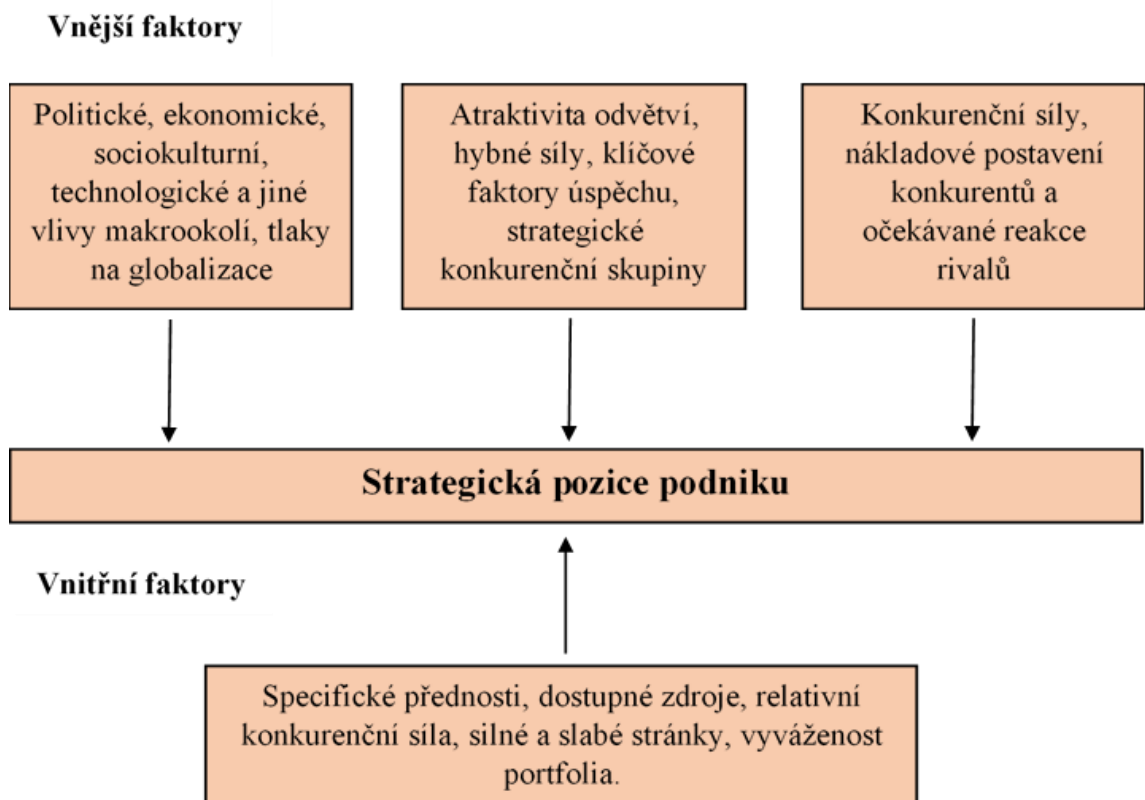 Vnější faktory
Politické, ekonomické,
sociokulturní,
technologické a jiné
vlivy makrookolí, tlaky
na globalizace
Atraktivita odvětví,
hybné síly, klíčové
faktory úspěchu,
strategické
konkurenční skupiny
Konkurenční síly,
nákladové postavení
konkurentů a
očekávané reakce
rivalů
Strategická pozice podniku
Vnitřní faktory
Specifické přednosti, dostupné zdroje, relativní
konkurenční síla, silné a slabé stránky, vyváženost
portfolia.